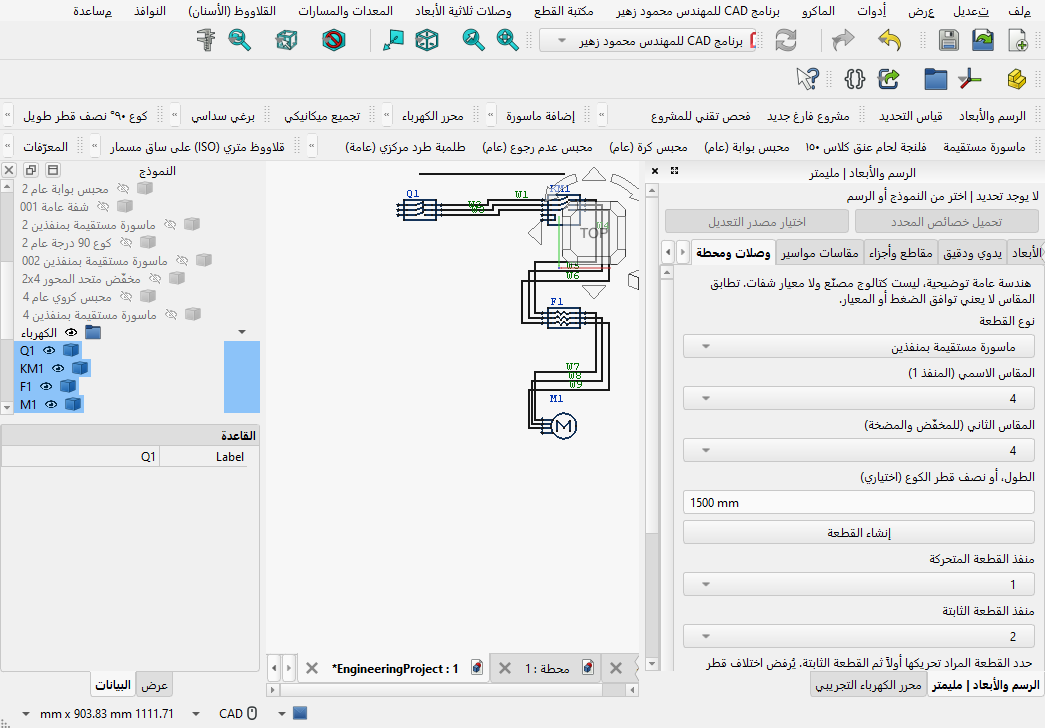 ملف تعديل عرض أدوات الماكرو برنامج CAD للمهندس محمود زهير مكتبة القطع وصلات ثلاثية الأبعاد المعدات والمسارات القلاووظ (الأسنان) النوافذ مساعدة
برنامج CAD للمهندس محمود زهير
الرسم والأبعاد قياس التحديد مشروع فارغ جديد فحص تقني للمشروع
إضافة ماسورة
محرر الكهرباء
تجميع ميكانيكي
برغي سداسي
كوع ٩٠° نصف قطر طويل
ماسورة مستقيمة فلنجة لحام عنق كلاس ١٥٠ محبس بوابة (عام) محبس كرة (عام) محبس عدم رجوع (عام) طلمبة طرد مركزي (عامة)
قلاووظ متري (ISO) على ساق مسمار
المعرّفات
الرسم والأبعاد | مليمتر
لا يوجد تحديد | اختر من النموذج أو الرسم
تحميل خصائص المحدد
اختيار مصدر التعديل
الأبعاد يدوي ودقيق مقاطع وأجزاء مقاسات مواسير وصلات ومحطة
هندسة عامة توضيحية، ليست كتالوج مصنّع ولا معيار شفات. تطابق
المقاس لا يعني توافق الضغط أو المعيار.
نوع القطعة
ماسورة مستقيمة بمنفذين
المقاس الاسمي (المنفذ 1)
4
المقاس الثاني (للمخفّض والمضخة)
4
الطول، أو نصف قطر الكوع (اختياري)
1500 mm
إنشاء القطعة
منفذ القطعة المتحركة
1
منفذ القطعة الثابتة
2
حدد القطعة المراد تحريكها أولاً ثم القطعة الثابتة. يُرفض اختلاف قطر
الرسم والأبعاد | مليمتر
محرر الكهرباء التجريبي
Q1
W1
KM1
TOP
W6
F1
W7
W8
W9
M1
M
محطة : 1
EngineeringProject : 1*
النموذج
محبس بوابة عام 2
شفة عامة 001
ماسورة مستقيمة بمنفذين 2
كوع 90 درجة عام 2
ماسورة مستقيمة بمنفذين 002
مخفّض متحد المحور 2x4
محبس كروي عام 4
ماسورة مستقيمة بمنفذين 4
الكهرباء
Q1
KM1
F1
M1
القاعدة
Label
Q1
عرض
البيانات
CAD
mm x 903.83 mm 1111.71